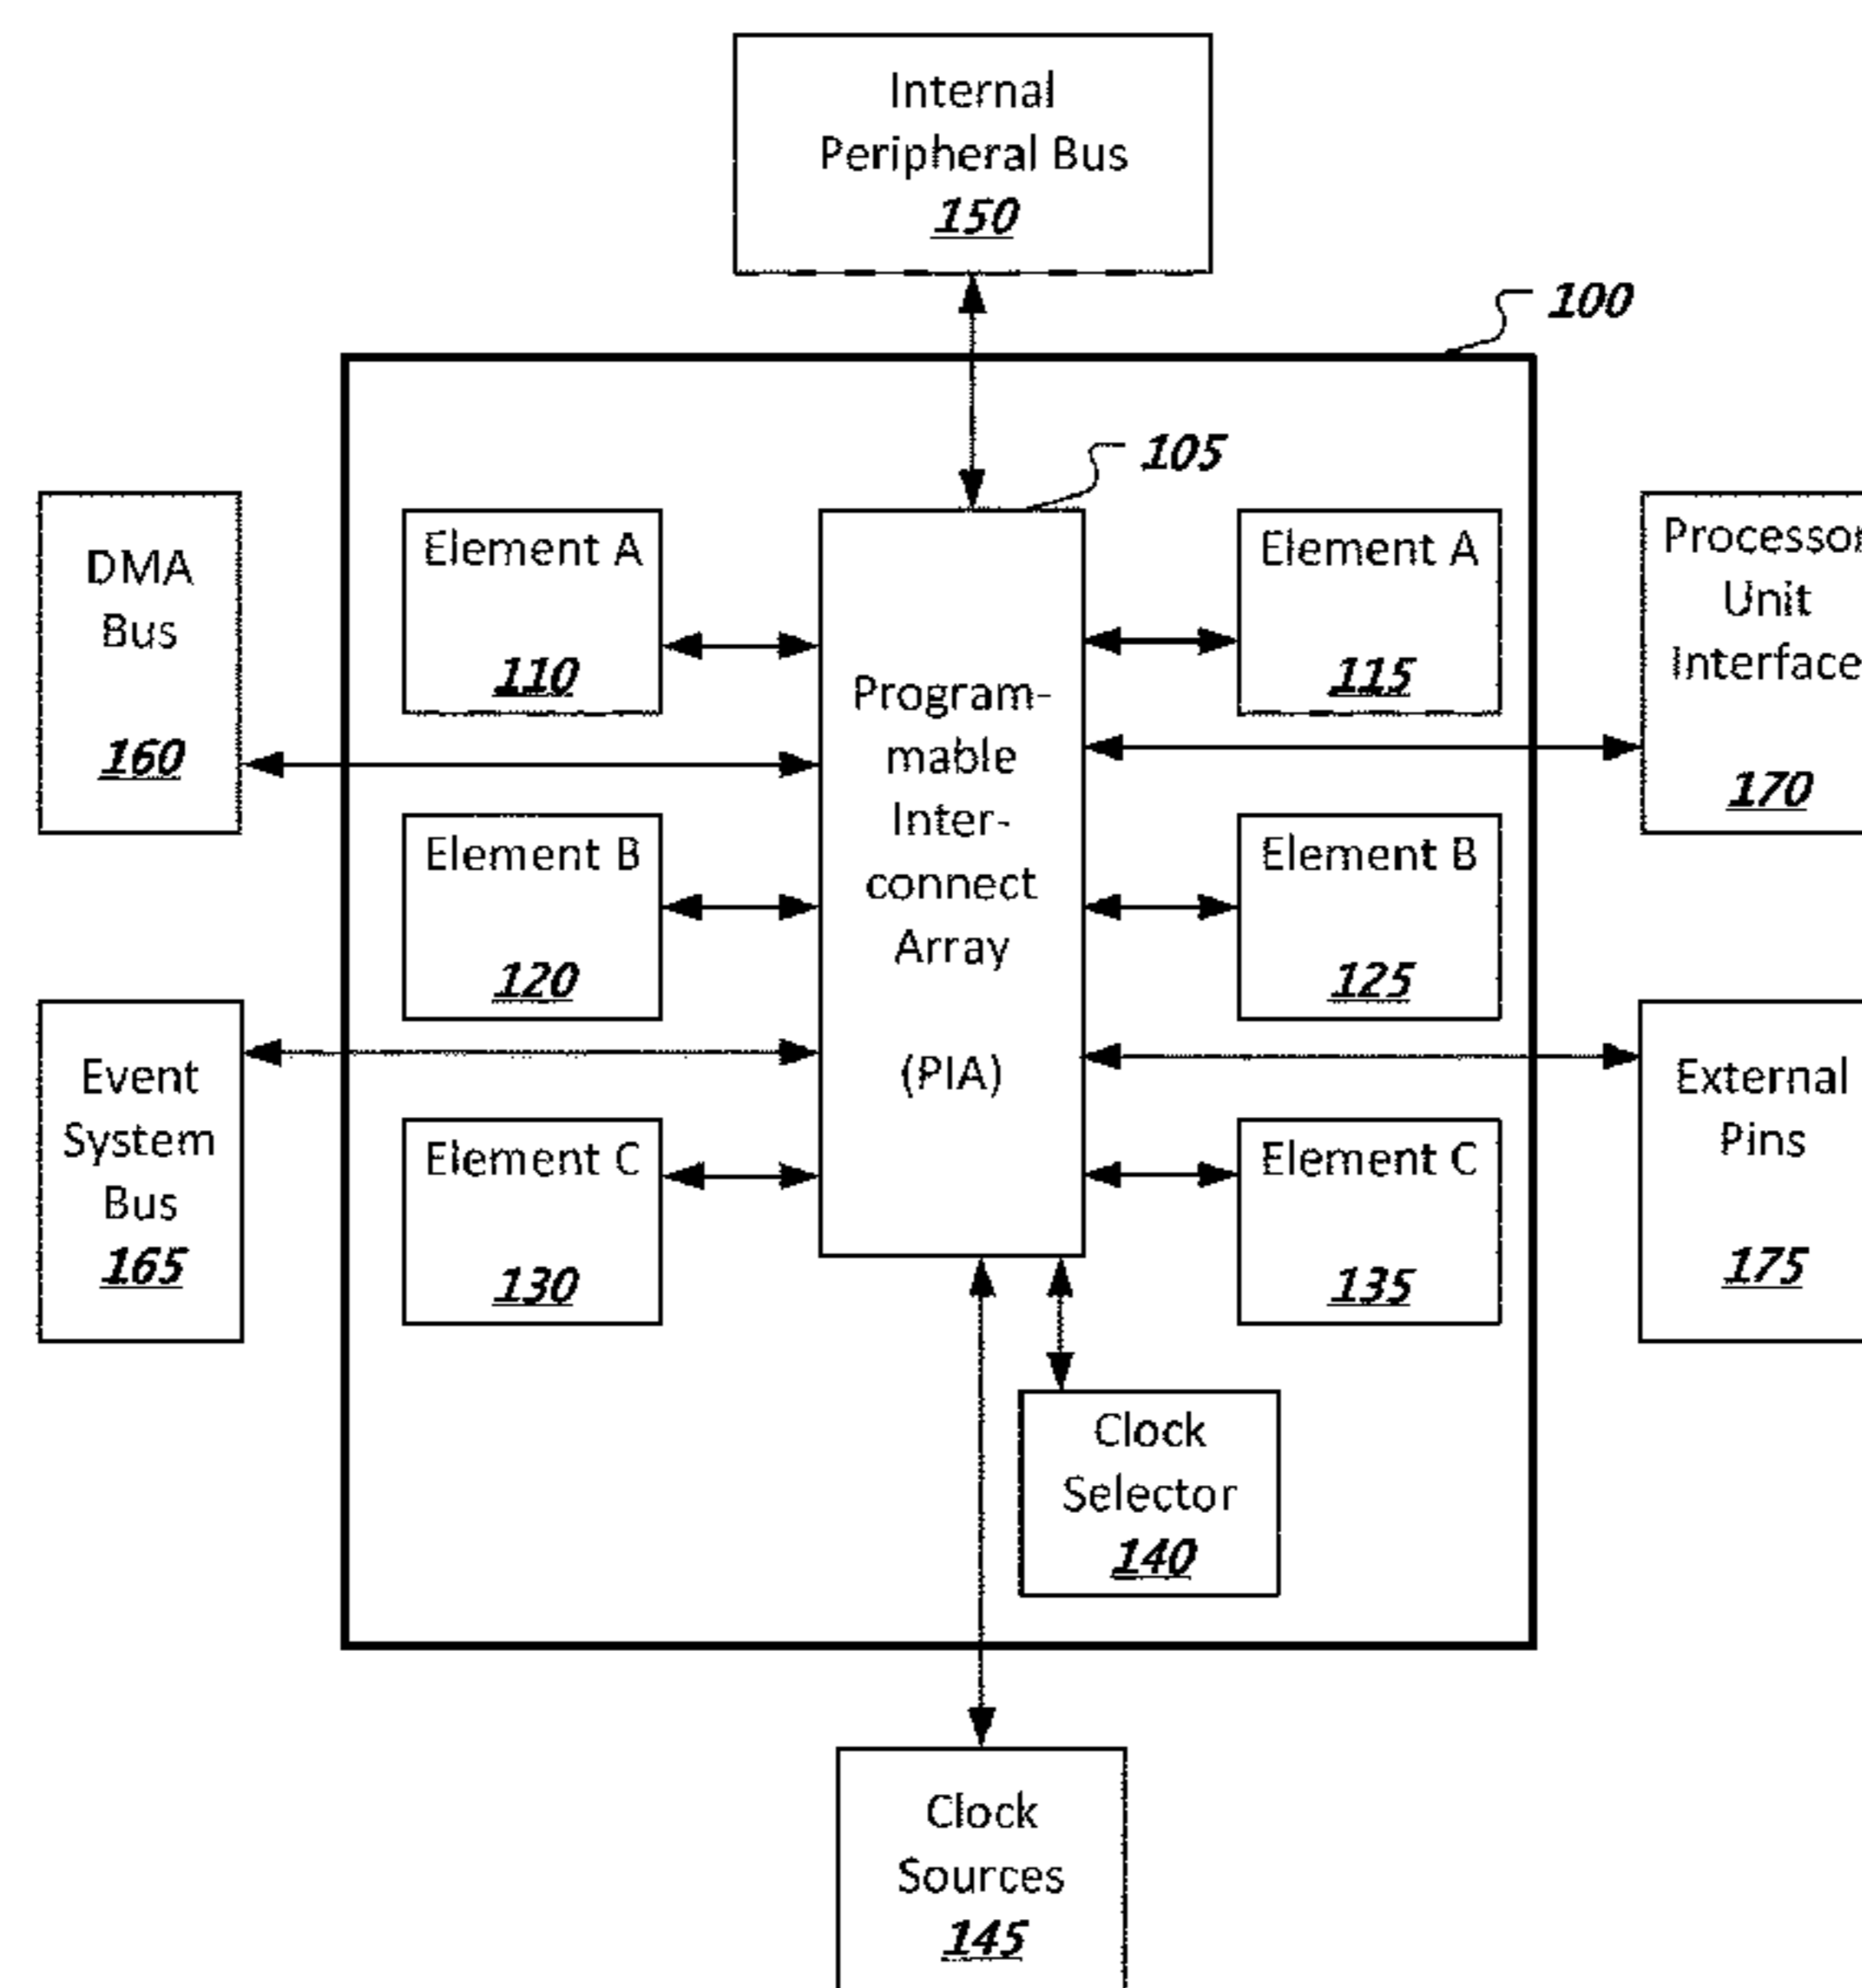 Internal
Peripheral Bus
150
100
105
DMA
Bus
160
Element A
110
Element A
115
Processor
Unit
Interface
170
Program-
mable
Inter-
connect
Array
(PIA)
Element B
120
Element B
125
Event
System
Bus
165
Element C
130
Element C
135
External
Pins
175
Clock
Selector
140
Clock
Sources
145